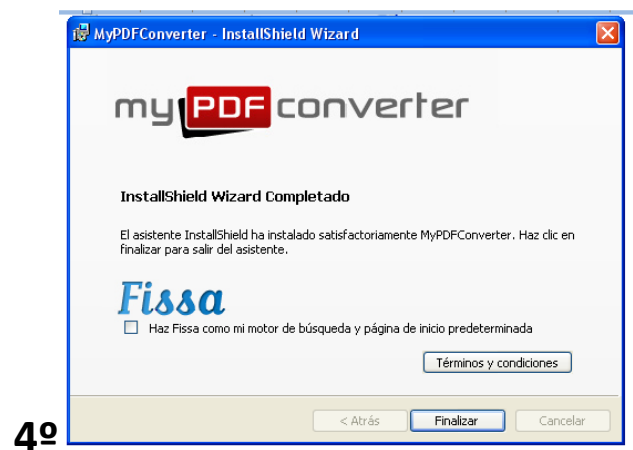 MyPDFConverter - InstallShield Wizard
my PDF converter
InstallShield Wizard Completado
El asistente InstallShield ha instalado satisfactoriamente MyPDFConverter. Haz clic en
finalizar para salir del asistente.
Fissa
Haz Fissa como mi motor de búsqueda y página de inicio predeterminada
Términos y condiciones
< Atrás Finalizar Cancelar
4º